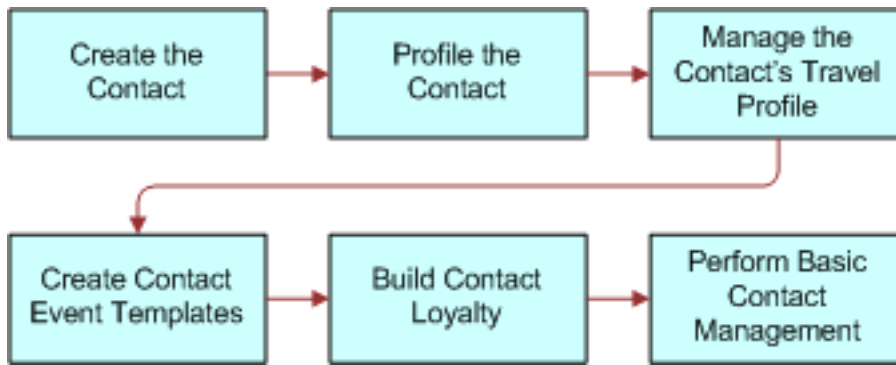 Create the
Contact
Profile the
Contact
Manage the
Contact's Travel
Profile
Create Contact
Event Templates
Build Contact
Loyalty
Perform Basic
Contact
Management